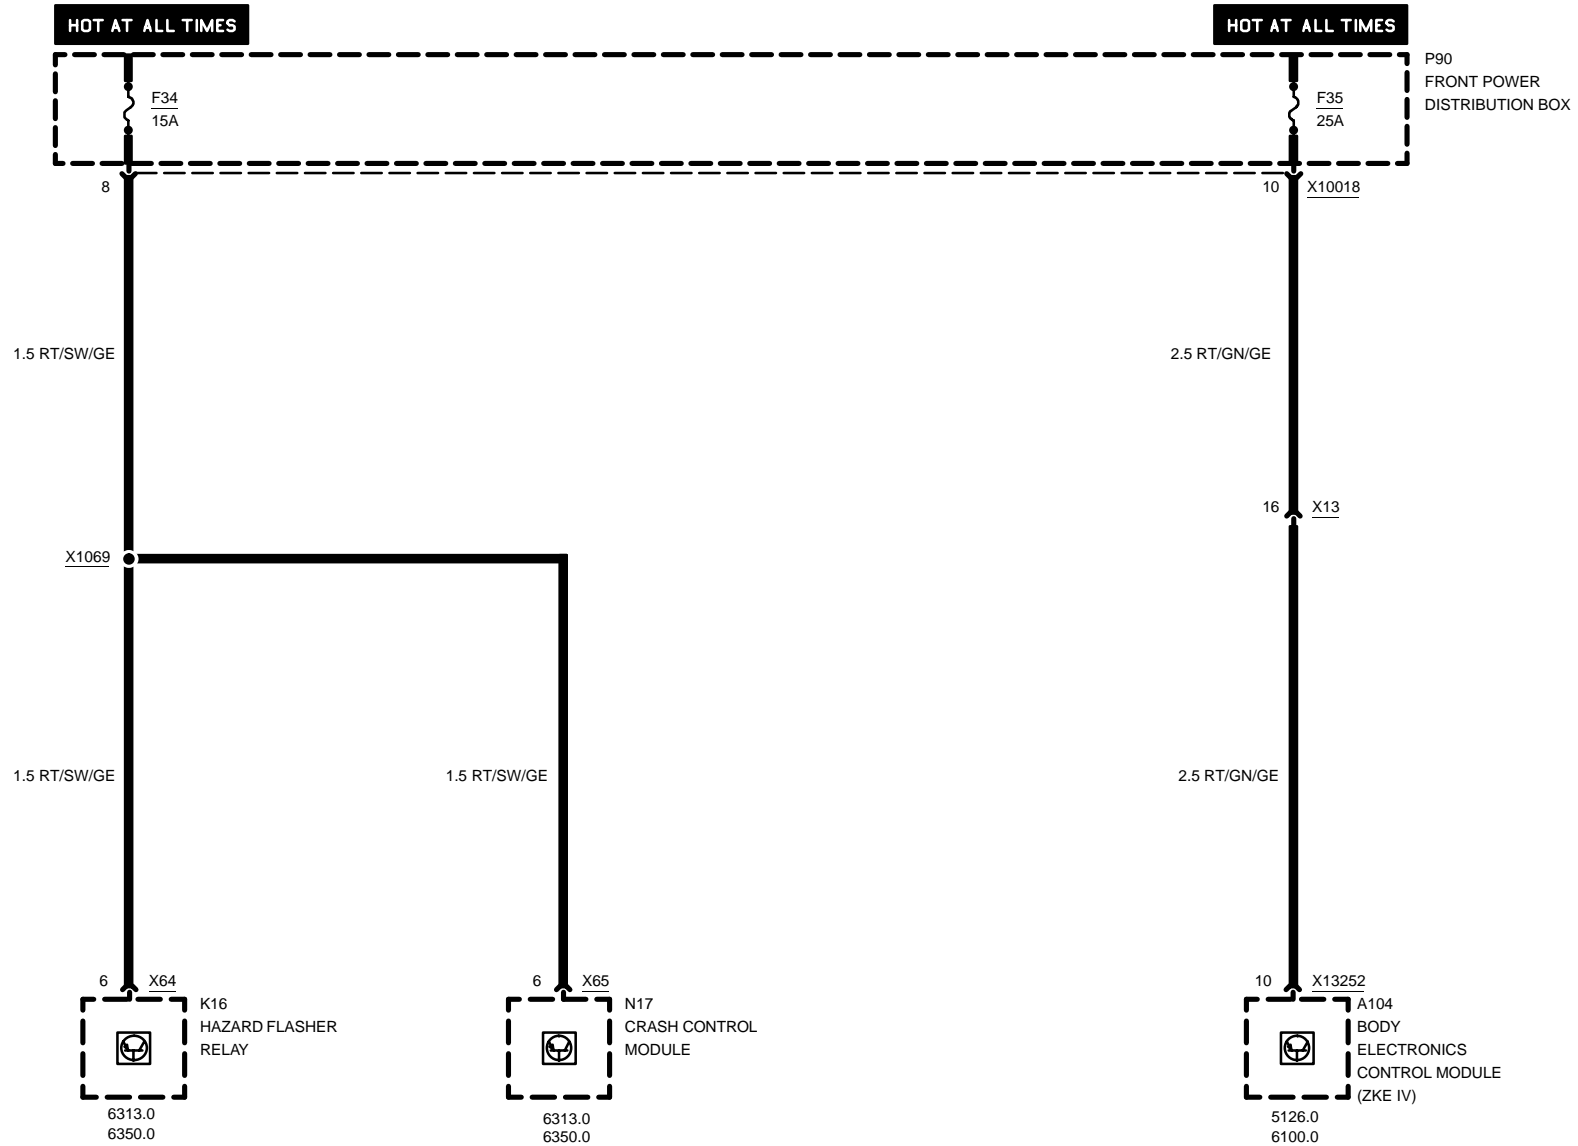 HOT AT ALL TIMES
HOT AT ALL TIMES
P90
FRONT POWER
DISTRIBUTION BOX
F34
15A
F35
25A
8
10 X10018
1.5 RT/SW/GE
2.5 RT/GN/GE
16 X13
X1069
1.5 RT/SW/GE
1.5 RT/SW/GE
2.5 RT/GN/GE
6 X64
K16
HAZARD FLASHER
RELAY
6313.0
6350.0
6 X65
N17
CRASH CONTROL
MODULE
6313.0
6350.0
10 X13252
A104
BODY
ELECTRONICS
CONTROL MODULE
(ZKE IV)
5126.0
6100.0